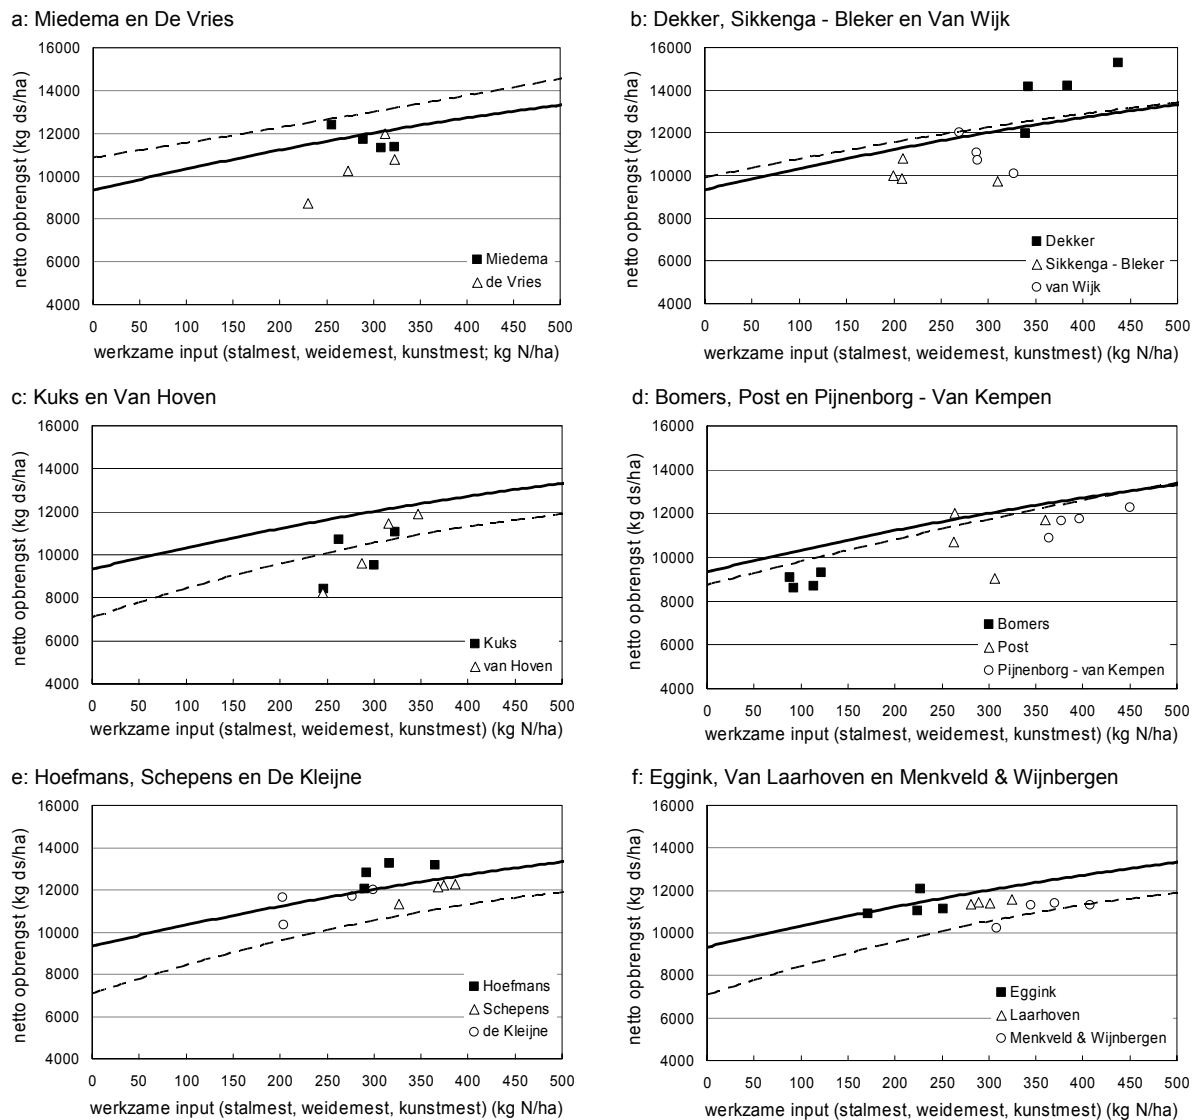 a: Miedema en De Vries
netto opbrengst (kg ds/ha)
16000
14000
12000
10000
8000
6000
4000
Miedema
de Vries
0 50 100 150 200 250 300 350 400 450 500
werkzame input (stalmest, weidemest, kunstmest; kg N/ha)
b: Dekker, Sikkenga - Bleker en Van Wijk
netto opbrengst (kg ds/ha)
16000
14000
12000
10000
8000
6000
4000
Dekker
Sikkenga - Bleker
van Wijk
0 50 100 150 200 250 300 350 400 450 500
werkzame input (stalmest, weidemest, kunstmest) (kg N/ha)
c: Kuks en Van Hoven
netto opbrengst (kg ds/ha)
16000
14000
12000
10000
8000
6000
4000
Kuks
van Hoven
0 50 100 150 200 250 300 350 400 450 500
werkzame input (stalmest, weidemest, kunstmest) (kg N/ha)
d: Bomers, Post en Pijnenborg - Van Kempen
netto opbrengst (kg ds/ha)
16000
14000
12000
10000
8000
6000
4000
Bomers
Post
Pijnenborg - van Kempen
0 50 100 150 200 250 300 350 400 450 500
werkzame input (stalmest, weidemest, kunstmest) (kg N/ha)
e: Hoefmans, Schepens en De Kleijne
netto opbrengst (kg ds/ha)
16000
14000
12000
10000
8000
6000
4000
Hoefmans
Schepens
de Kleijne
0 50 100 150 200 250 300 350 400 450 500
werkzame input (stalmest, weidemest, kunstmest) (kg N/ha)
f: Eggink, Van Laarhoven en Menkveld & Wijnbergen
netto opbrengst (kg ds/ha)
16000
14000
12000
10000
8000
6000
4000
Eggink
Laarhoven
Menkveld & Wijnbergen
0 50 100 150 200 250 300 350 400 450 500
werkzame input (stalmest, weidemest, kunstmest) (kg N/ha)